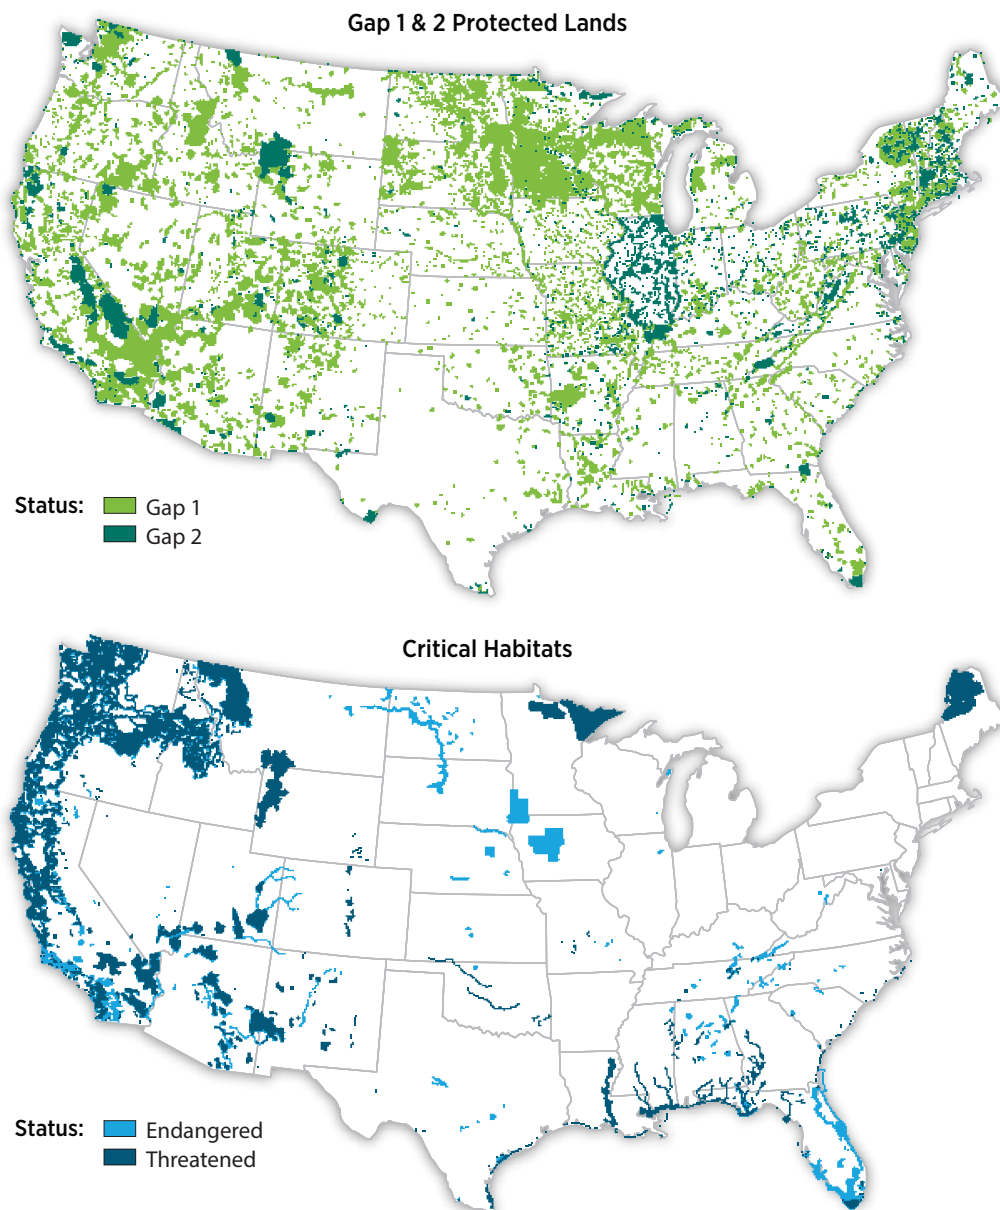 Gap 1 & 2 Protected Lands
Status:
Gap 1
Gap 2
Critical Habitats
Status:
Endangered
Threatened